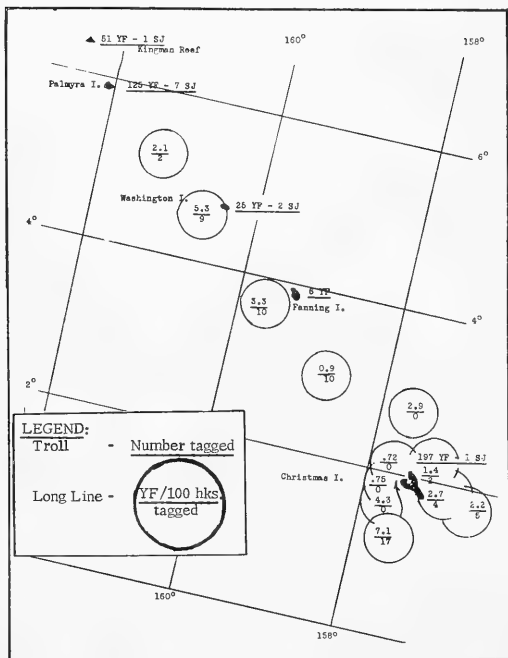 51 YF - 1 SJ
Kingman Reef
160°
158°
Palmyra I.
125 YF - 7 SJ
2.1
2
6°
Washington I.
5.3
9
25 YF - 2 SJ
4°
3.3
10
6 YF
Fanning I.
4°
0.9
10
2°
2.9
0
LEGEND:
Troll - Number tagged
Long Line - YF/100 hks.
tagged
Christmas I.
.72
0
197 YF - 1 SJ
1.4
.75
0
2.7
4
4.3
0
2.2
5
7.1
17
160°
158°